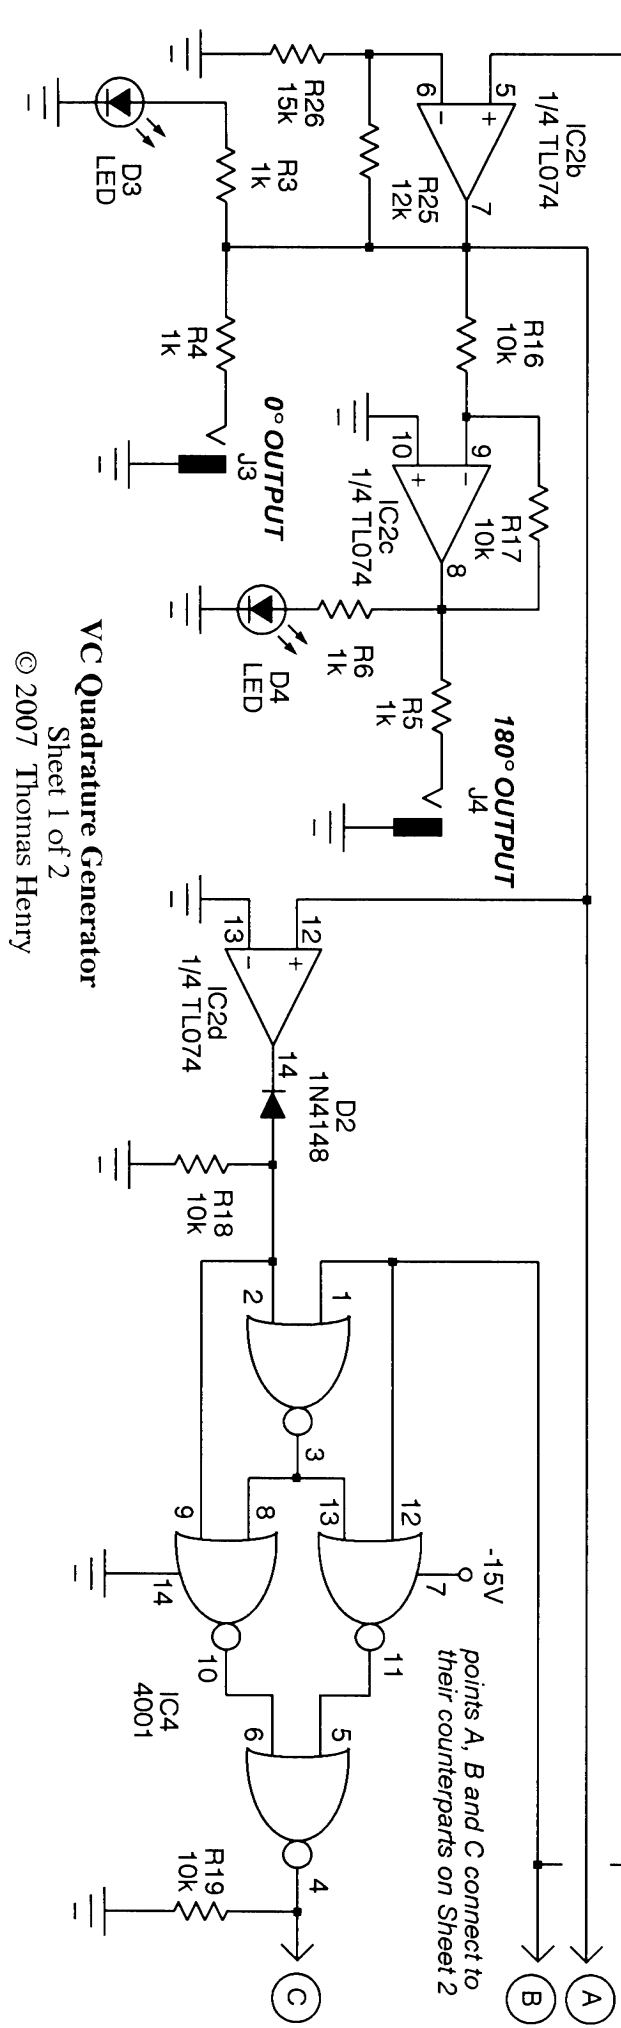 R26
15k
6
-
5
+
IC2b
1/4 TL074
7
R25
12k
D3
LED
R3
1k
R4
1k
J3
0° OUTPUT
R16
10k
9
-
10
+
IC2c
1/4 TL074
R17
10k
8
D4
LED
R6
1k
R5
1k
J4
180° OUTPUT
VC Quadrature Generator
Sheet 1 of 2
© 2007 Thomas Henry
13
-
12
+
IC2d
1/4 TL074
14
D2
1N4148
R18
10k
2
1
3
9
8
13
12
-15V
7
14
10
11
IC4
4001
6
5
4
R19
10k
points A, B and C connect to
their counterparts on Sheet 2
A
B
C